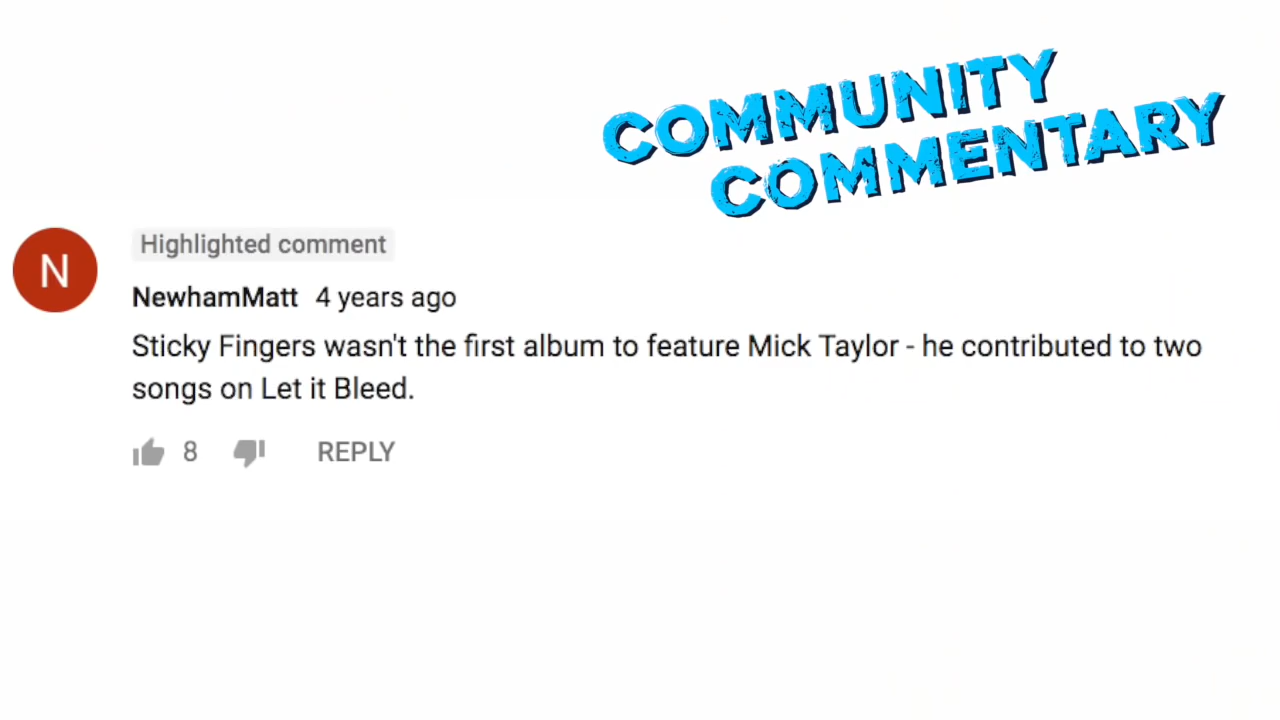 COMMUNITY
COMMENTARY
Highlighted comment
N
NewhamMatt 4 years ago
Sticky Fingers wasn't the first album to feature Mick Taylor - he contributed to two
songs on Let it Bleed.
8 REPLY